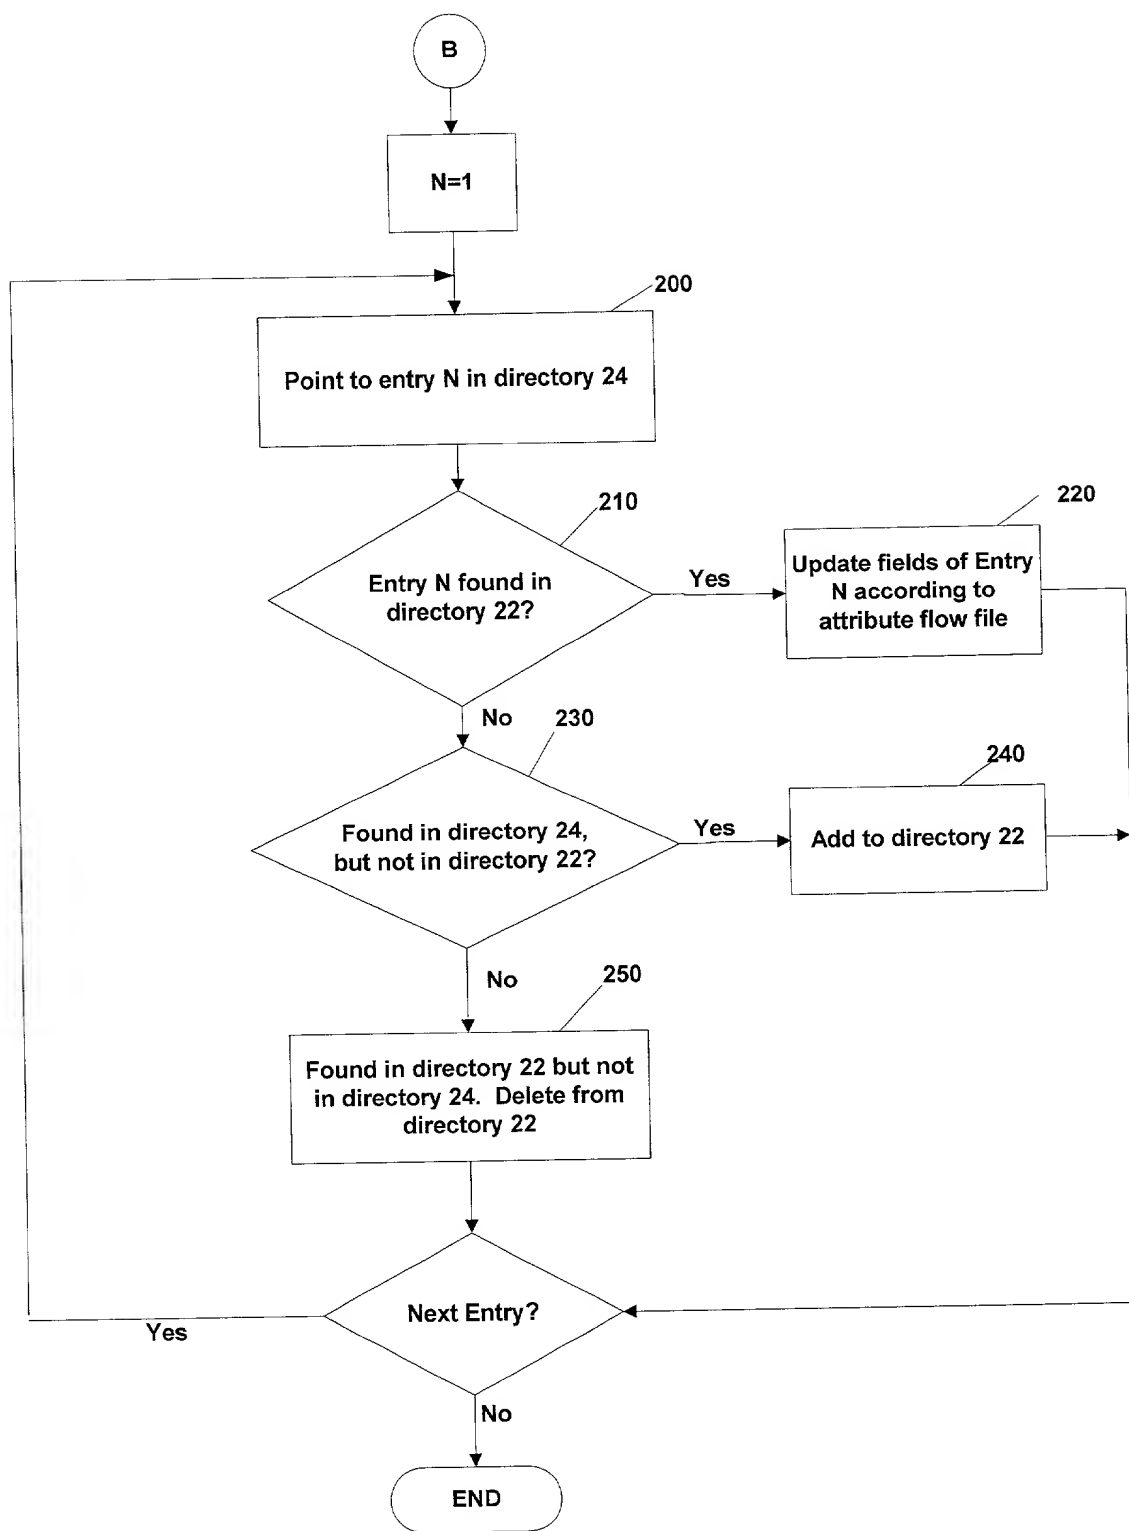 B
N=1
200
Point to entry N in directory 24
210
Entry N found in
directory 22?
Yes
220
Update fields of Entry
N according to
attribute flow file
No
230
Found in directory 24,
but not in directory 22?
Yes
240
Add to directory 22
No
250
Found in directory 22 but not
in directory 24. Delete from
directory 22
Next Entry?
Yes
No
END